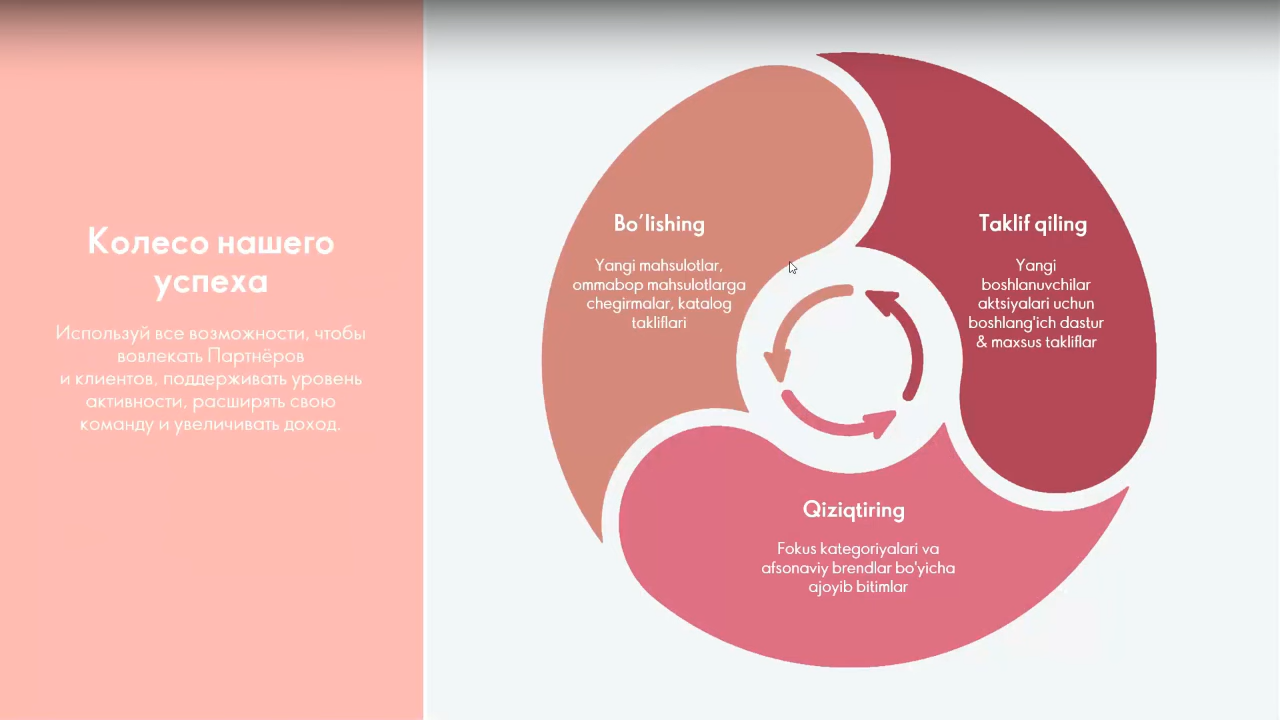 Колесо нашего
успеха
Используй все возможности, чтобы
вовлекать Партнёров
и клиентов, поддерживать уровень
активности, расширять свою
команду и увеличивать доход.
Bo‘lishing
Yangi mahsulotlar,
ommabop mahsulotlarga
chegirmalar, katalog
takliflari
Taklif qiling
Yangi
boshlanuvchilar
aktsiyalari uchun
boshlang'ich dastur
& maxsus takliflar
Qiziqtiring
Fokus kategoriyalari va
afsonaviy brendlar bo'yicha
ajoyib bitimlar